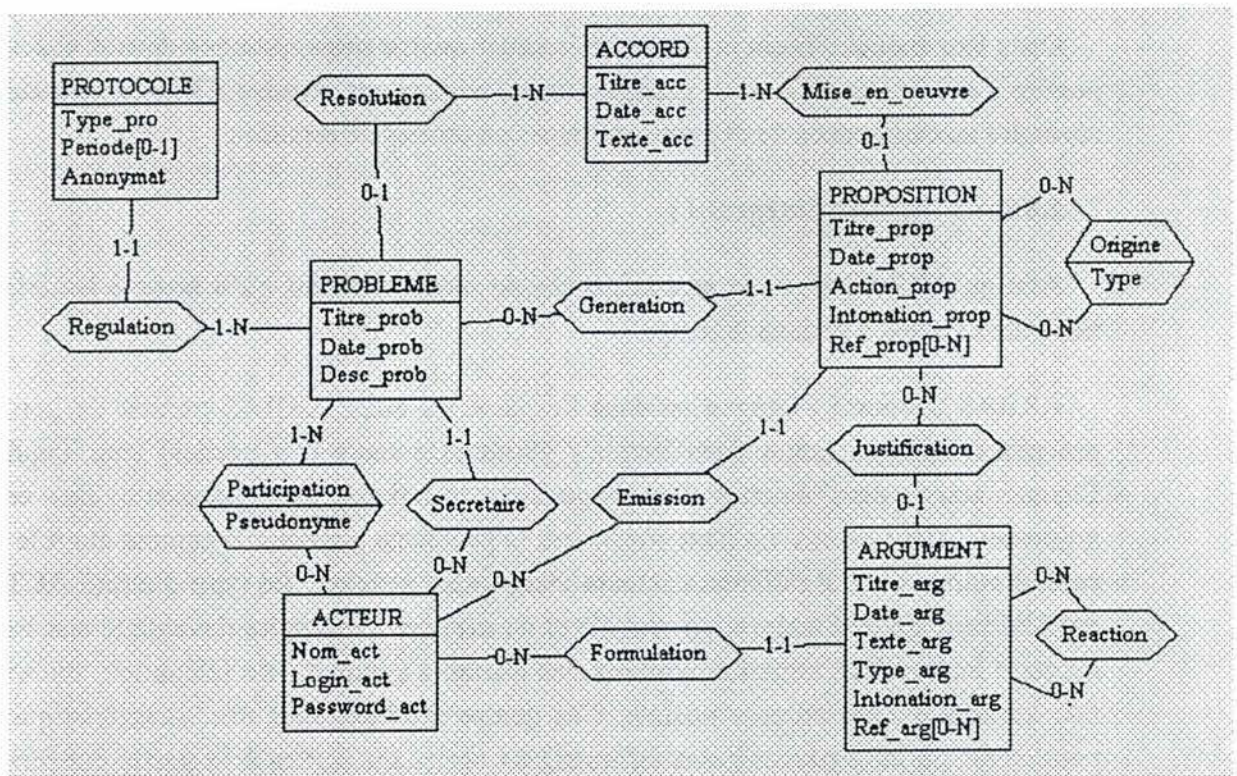 ACCORD
Titre_acc
Date_acc
Texte_acc
PROTOCOLE
Type_pro
Periode[0-1]
Anonymat
Resolution
1-N
1-N
Mise_en_oeuvre
0-1
0-1
1-1
PROPOSITION
Titre_prop
Date_prop
Action_prop
Intonation_prop
Ref_prop[0-N]
0-N
Origine
Type
0-N
PROBLEME
Titre_prob
Date_prob
Desc_prob
Regulation
1-N
0-N
Generation
1-1
0-N
1-N
1-1
1-1
Justification
Participation
Pseudonyme
Secretaire
Emission
0-1
0-N
0-N
0-N
ACTEUR
Nom_act
Login_act
Password_act
0-N
Formulation
1-1
ARGUMENT
Titre_arg
Date_arg
Texte_arg
Type_arg
Intonation_arg
Ref_arg[0-N]
0-N
Reaction
0-N